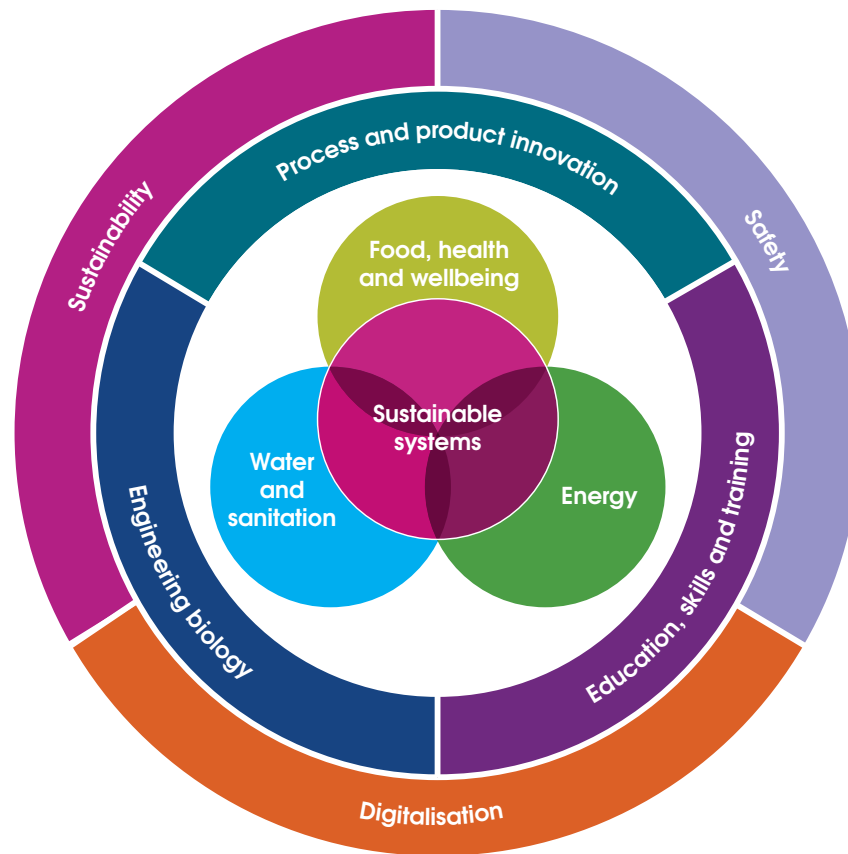 Sustainability
Safety
Process and product innovation
Food, health
and wellbeing
Sustainable
systems
Water
and
sanitation
Energy
Engineering biology
Education, skills and training
Digitalisation